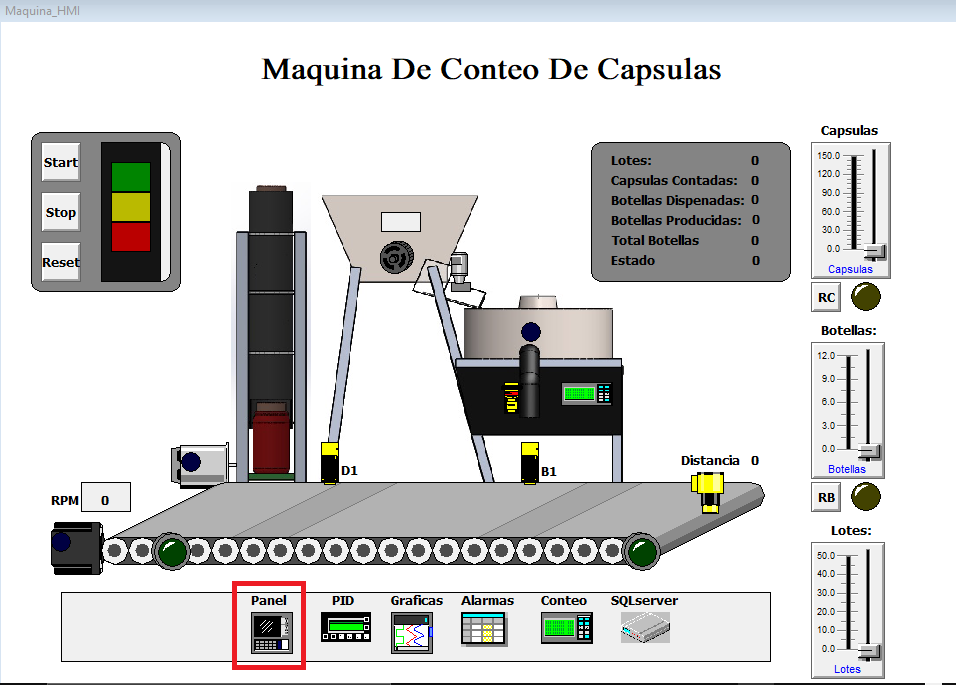 Maquina_HMI
Maquina De Conteo De Capsulas
Start
Stop
Reset
Lotes: 0
Capsulas Contadas: 0
Botellas Dispenadas: 0
Botellas Producidas: 0
Total Botellas 0
Estado 0
Capsulas
150.0
120.0
90.0
60.0
30.0
0.0
Capsulas
RC
Botellas:
12.0
9.0
6.0
3.0
0.0
Botellas
RB
Lotes:
50.0
40.0
30.0
20.0
10.0
0.0
Lotes
D1
B1
Distancia 0
RPM 0
Panel
PID
Graficas
Alarmas
Conteo
SQLserver